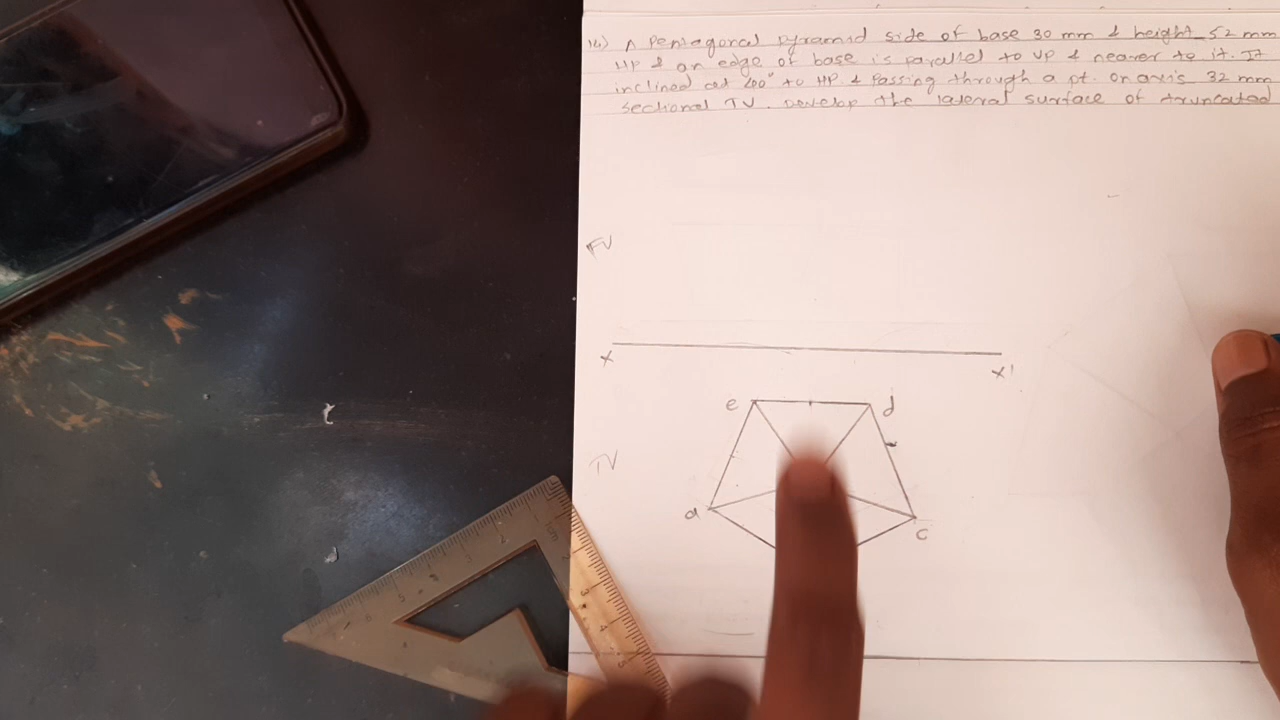 16) A Pentagonal pyramid side of base 30 mm & height 52 mm
HP & an edge of base is parallel to VP & nearer to it. It
inclined at 400° to HP & Passing through a pt. on axis 32 mm
sectional TV. Develop the lateral surface of truncated
FV
X
X'
e
d
TV
a
c